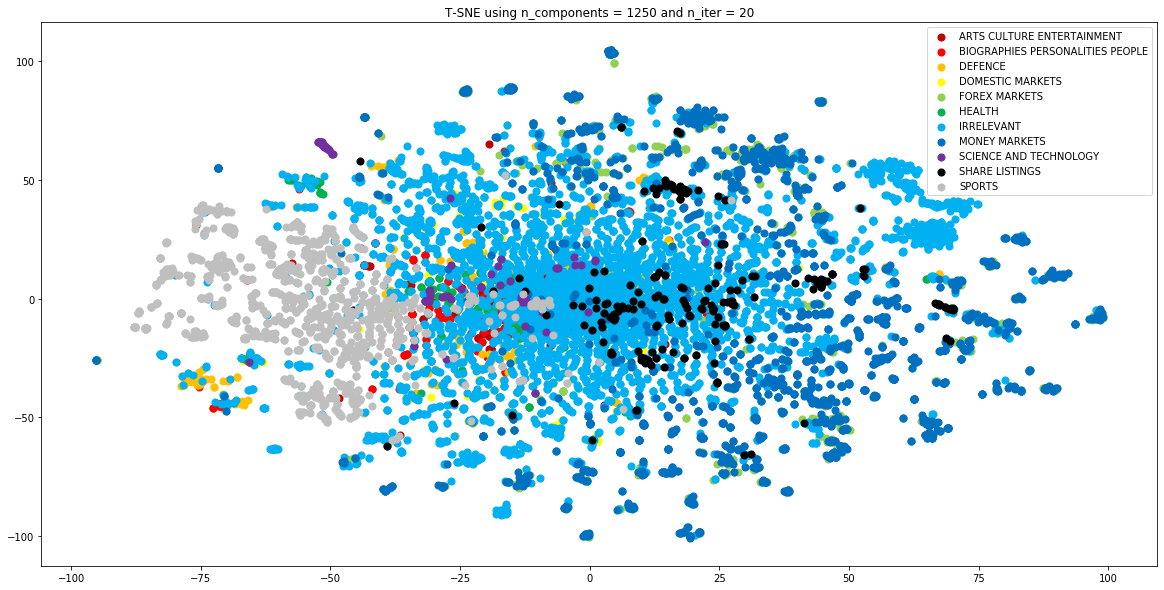 T-SNE using n_components = 1250 and n_iter = 20
ARTS CULTURE ENTERTAINMENT
BIOGRAPHIES PERSONALITIES PEOPLE
DEFENCE
DOMESTIC MARKETS
FOREX MARKETS
HEALTH
IRRELEVANT
MONEY MARKETS
SCIENCE AND TECHNOLOGY
SHARE LISTINGS
SPORTS
100
50
0
−50
−100
−100 −75 −50 −25 0 25 50 75 100